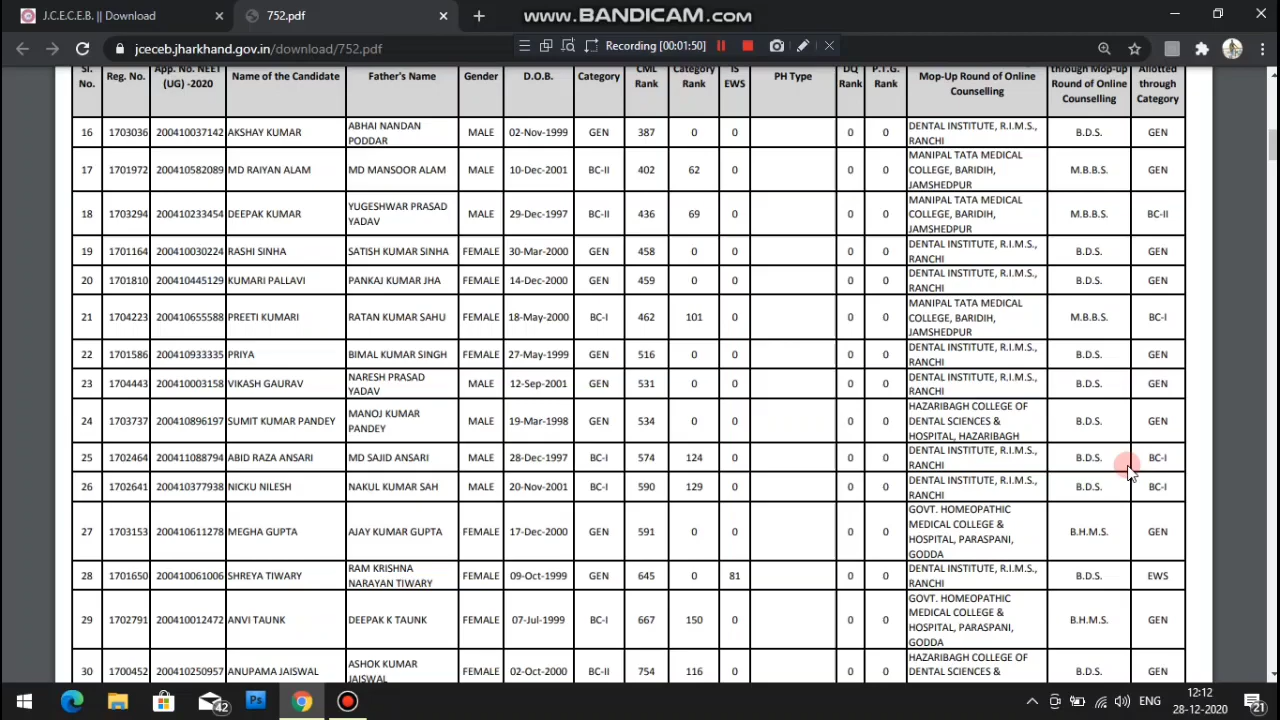 J.C.E.C.E.B. || Download
752.pdf
www.BANDICAM.com
jceceb.jharkhand.gov.in/download/752.pdf
Recording [00:01:50]
Sl. No. Reg. No. App. No. NEET (UG) -2020 Name of the Candidate Father's Name Gender D.O.B. Category CML Rank Category Rank IS EWS PH Type DQ Rank P.T.G. Rank Mop-Up Round of Online Counselling through Mop-up Round of Online Counselling Allotted through Category
16 1703036 200410037142 AKSHAY KUMAR ABHAI NANDAN PODDAR MALE 02-Nov-1999 GEN 387 0 0 0 0 DENTAL INSTITUTE, R.I.M.S., RANCHI B.D.S. GEN
17 1701972 200410582089 MD RAIYAN ALAM MD MANSOOR ALAM MALE 10-Dec-2001 BC-II 402 62 0 0 0 MANIPAL TATA MEDICAL COLLEGE, BARIDIH, JAMSHEDPUR M.B.B.S. GEN
18 1703294 200410233454 DEEPAK KUMAR YUGESHWAR PRASAD YADAV MALE 29-Dec-1997 BC-II 436 69 0 0 0 MANIPAL TATA MEDICAL COLLEGE, BARIDIH, JAMSHEDPUR M.B.B.S. BC-II
19 1701164 200410030224 RASHI SINHA SATISH KUMAR SINHA FEMALE 30-Mar-2000 GEN 458 0 0 0 0 DENTAL INSTITUTE, R.I.M.S., RANCHI B.D.S. GEN
20 1701810 200410445129 KUMARI PALLAVI PANKAJ KUMAR JHA FEMALE 14-Dec-2000 GEN 459 0 0 0 0 DENTAL INSTITUTE, R.I.M.S., RANCHI B.D.S. GEN
21 1704223 200410655588 PREETI KUMARI RATAN KUMAR SAHU FEMALE 18-May-2000 BC-I 462 101 0 0 0 MANIPAL TATA MEDICAL COLLEGE, BARIDIH, JAMSHEDPUR M.B.B.S. BC-I
22 1701586 200410933335 PRIYA BIMAL KUMAR SINGH FEMALE 27-May-1999 GEN 516 0 0 0 0 DENTAL INSTITUTE, R.I.M.S., RANCHI B.D.S. GEN
23 1704443 200410003158 VIKASH GAURAV NARESH PRASAD YADAV MALE 12-Sep-2001 GEN 531 0 0 0 0 DENTAL INSTITUTE, R.I.M.S., RANCHI B.D.S. GEN
24 1703737 200410896197 SUMIT KUMAR PANDEY MANOJ KUMAR PANDEY MALE 19-Mar-1998 GEN 534 0 0 0 0 HAZARIBAGH COLLEGE OF DENTAL SCIENCES & HOSPITAL, HAZARIBAGH B.D.S. GEN
25 1702464 200411088794 ABID RAZA ANSARI MD SAJID ANSARI MALE 28-Dec-1997 BC-I 574 124 0 0 0 DENTAL INSTITUTE, R.I.M.S., RANCHI B.D.S. BC-I
26 1702641 200410377938 NICKU NILESH NAKUL KUMAR SAH MALE 20-Nov-2001 BC-I 590 129 0 0 0 DENTAL INSTITUTE, R.I.M.S., RANCHI B.D.S. BC-I
27 1703153 200410611278 MEGHA GUPTA AJAY KUMAR GUPTA FEMALE 17-Dec-2000 GEN 591 0 0 0 0 GOVT. HOMEOPATHIC MEDICAL COLLEGE & HOSPITAL, PARASPANI, GODDA B.H.M.S. GEN
28 1701650 200410061006 SHREYA TIWARY RAM KRISHNA NARAYAN TIWARY FEMALE 09-Oct-1999 GEN 645 0 81 0 0 DENTAL INSTITUTE, R.I.M.S., RANCHI B.D.S. EWS
29 1702791 200410012472 ANVI TAUNK DEEPAK K TAUNK FEMALE 07-Jul-1999 BC-I 667 150 0 0 0 GOVT. HOMEOPATHIC MEDICAL COLLEGE & HOSPITAL, PARASPANI, GODDA B.H.M.S. GEN
30 1700452 200410250957 ANUPAMA JAISWAL ASHOK KUMAR JAISWAL FEMALE 02-Oct-2000 BC-II 754 116 0 0 0 HAZARIBAGH COLLEGE OF DENTAL SCIENCES & B.D.S. GEN
42
Ps
ENG
12:12
28-12-2020
21